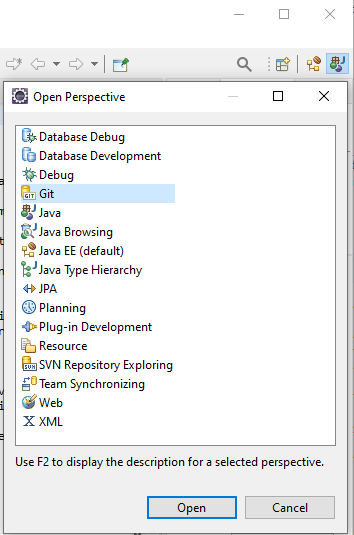 Open Perspective
Database Debug
Database Development
Debug
GIT Git
Java
Java Browsing
Java EE (default)
Java Type Hierarchy
JPA
Planning
Plug-in Development
Resource
SVN SVN Repository Exploring
Team Synchronizing
Web
XML
Use F2 to display the description for a selected perspective.
Open Cancel